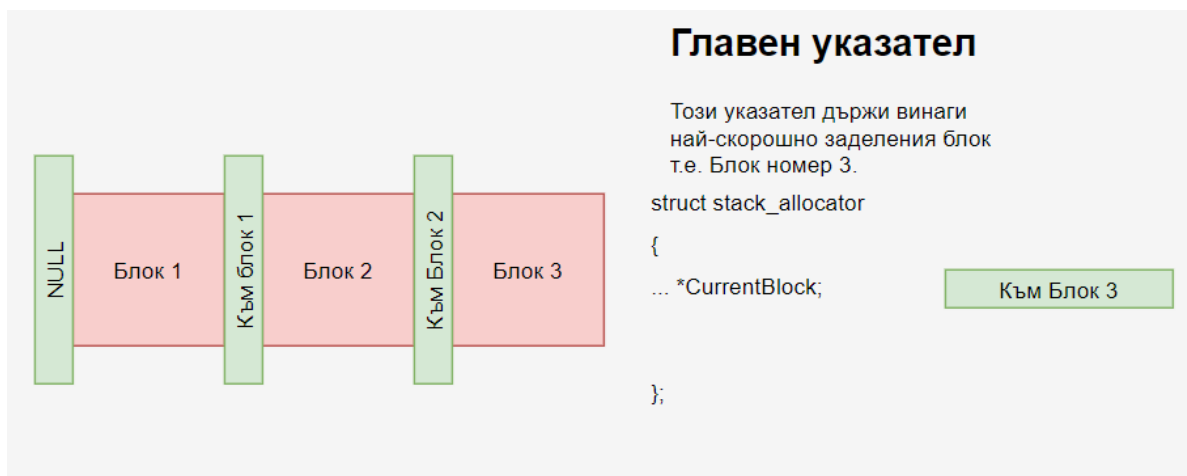 Главен указател
Този указател държи винаги
най-скорошно заделения блок
т.е. Блок номер 3.
struct stack_allocator
{
... *CurrentBlock;
Към Блок 3
};
NULL
Блок 1
Към блок 1
Блок 2
Към Блок 2
Блок 3